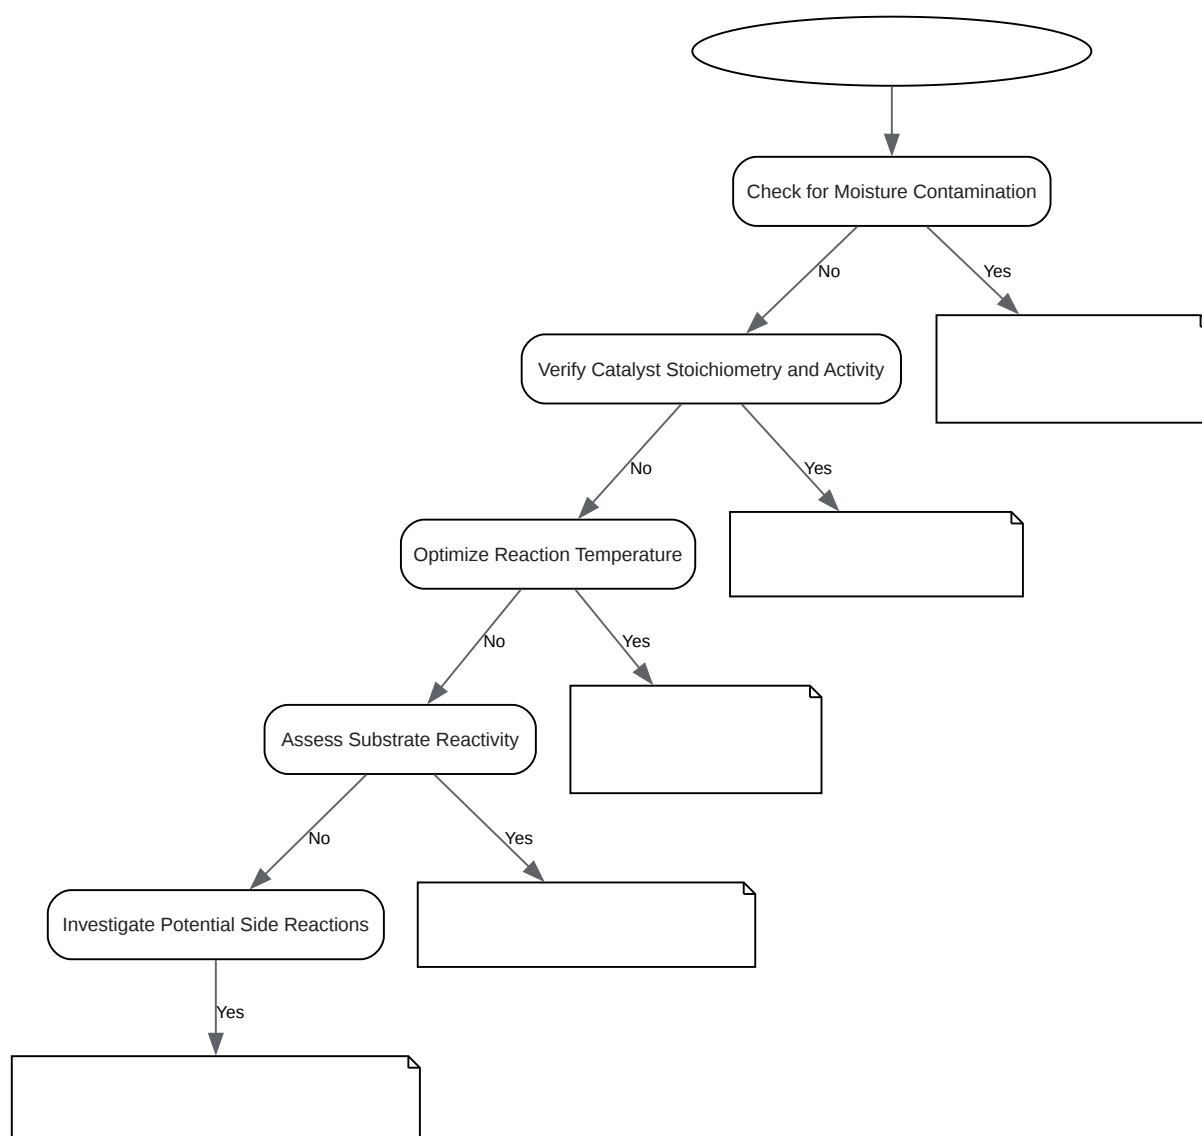 Check for Moisture Contamination
No
Yes
Verify Catalyst Stoichiometry and Activity
No
Yes
Optimize Reaction Temperature
No
Yes
Assess Substrate Reactivity
No
Yes
Investigate Potential Side Reactions
Yes